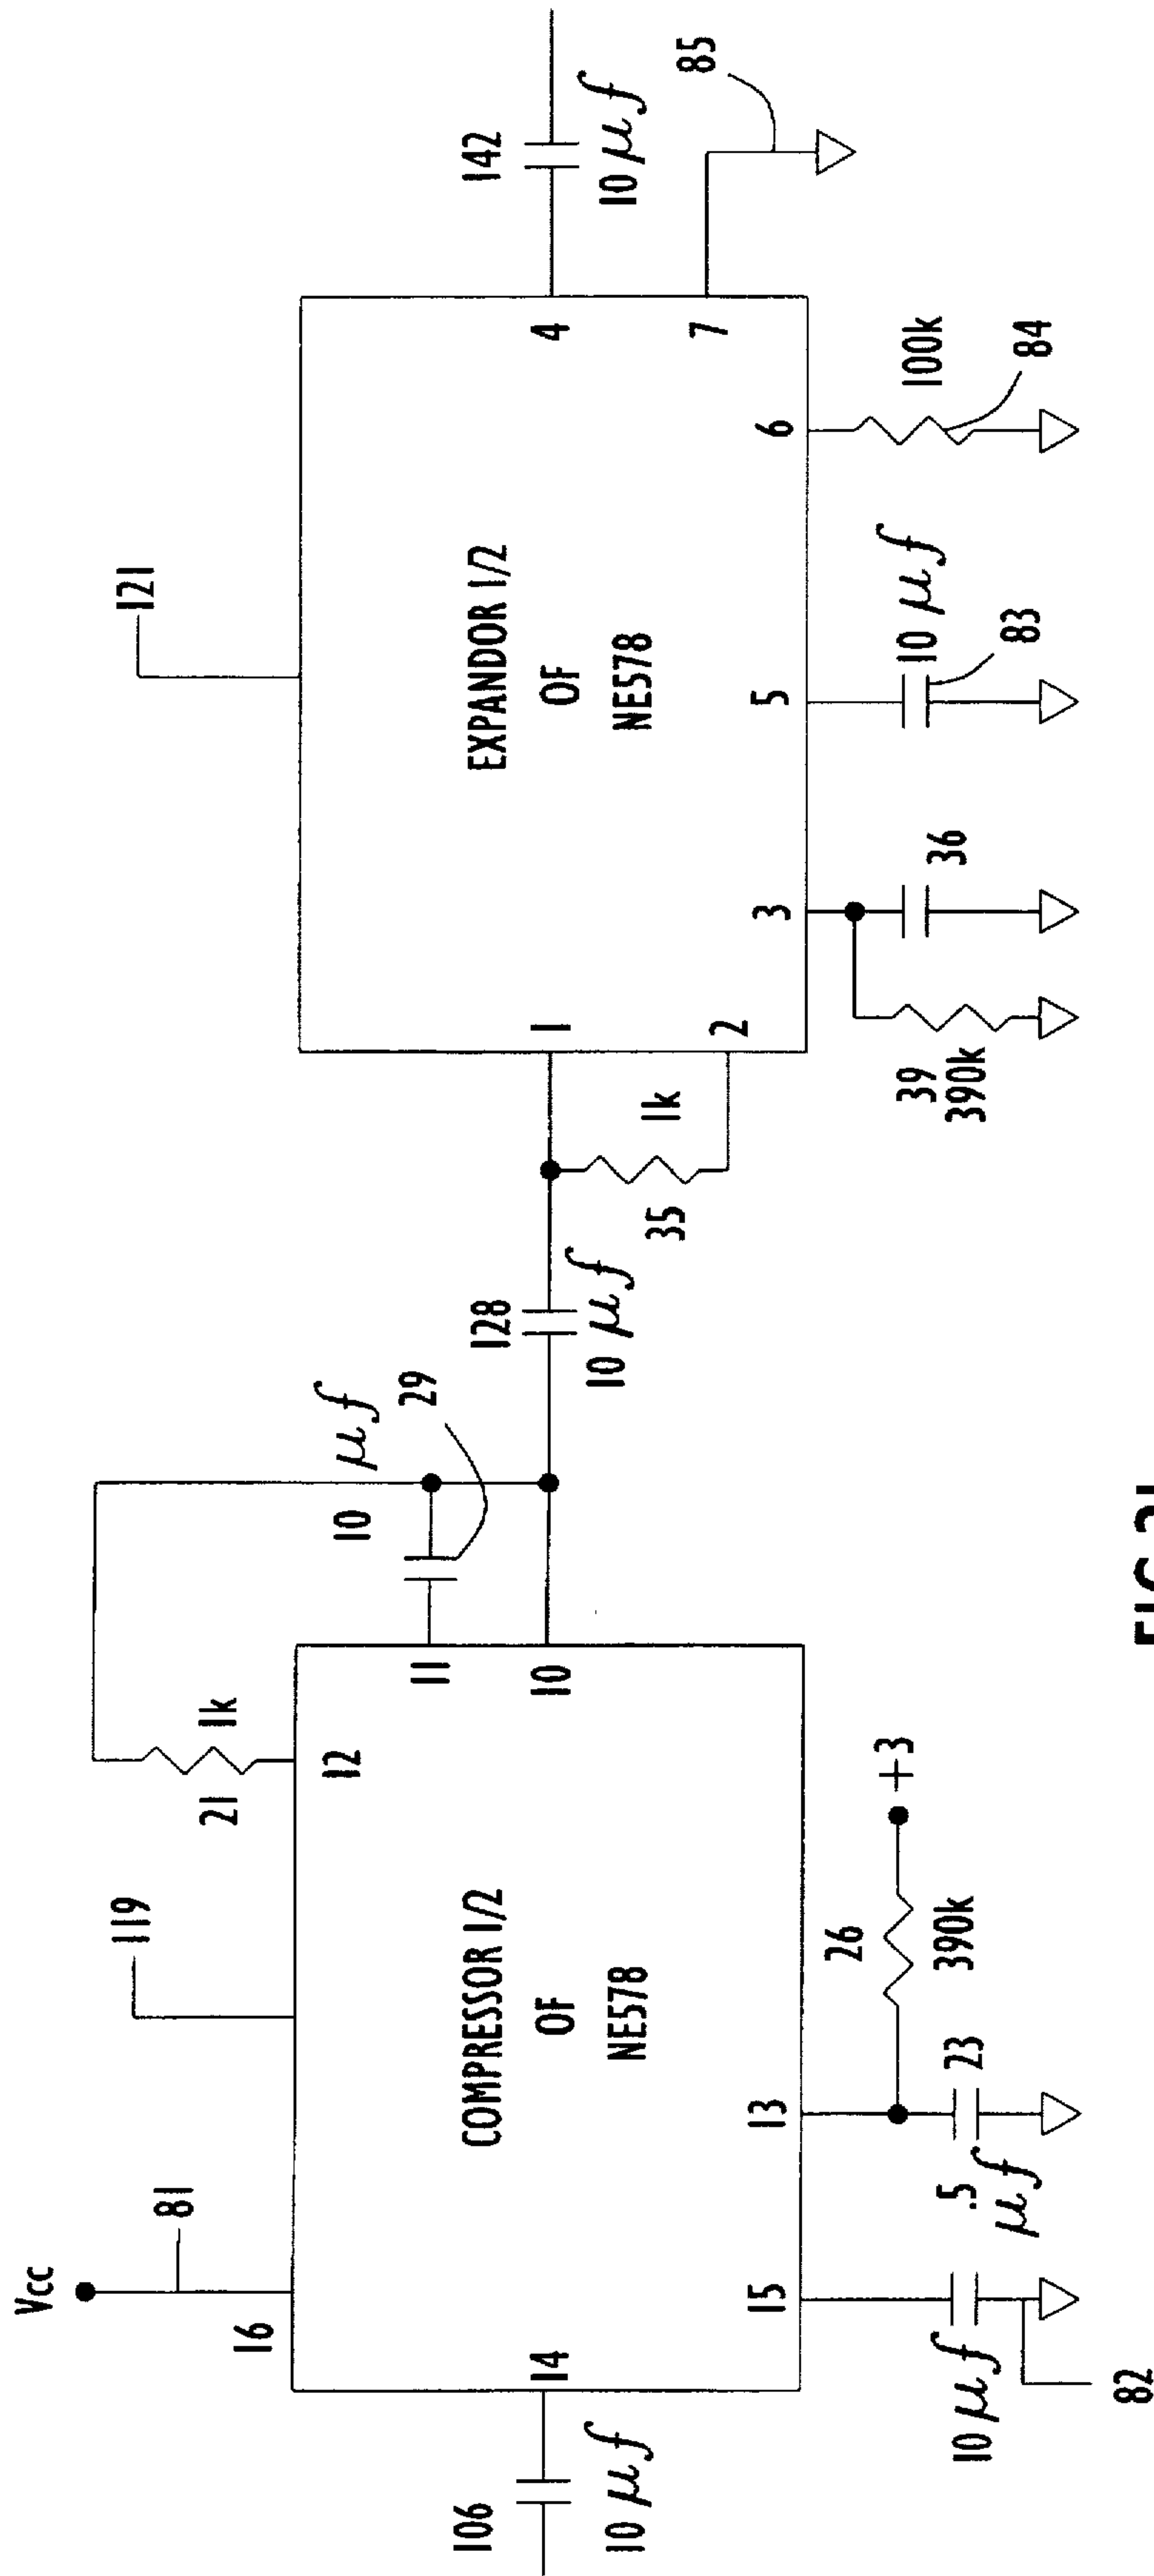 Vcc
81
16
119
21
1k
12
11
10
10
μf
29
14
106
10 μf
COMPRESSOR 1/2
OF
NE578
15
13
10 μf
82
.5
μf
23
26
390k
+3
128
10 μf
35
1k
121
1
2
EXPANDOR 1/2
OF
NE578
4
7
142
10 μf
85
3
5
6
39
390k
36
10 μf
83
100k
84